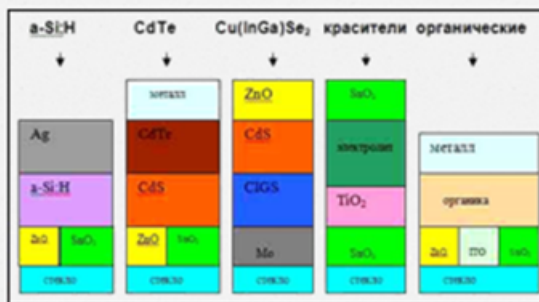 a-Si:H CdTe Cu(InGa)Se₂ красители органические
металл ZnO SnO₂
Ag CdTe CdS электролит металл
a-Si:H CdS CIGS TiO₂ органика
ZnO SnO₂ ZnO SnO₂ Mo SnO₂ ZnO ITO SnO₂
стекло стекло стекло стекло стекло